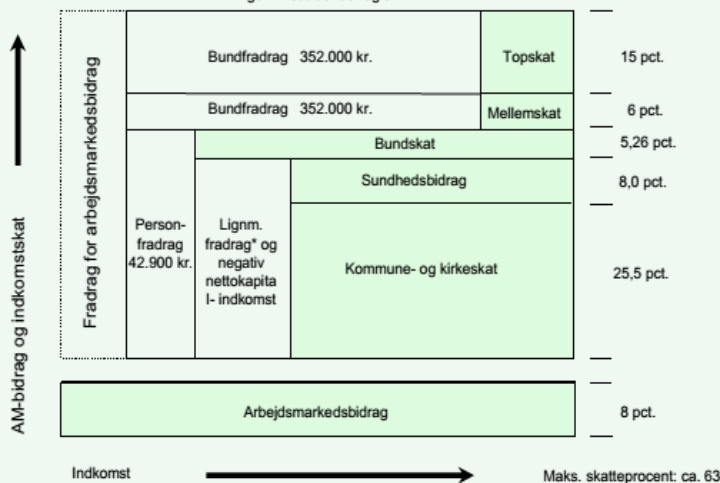 AM-bidrag og indkomstskat
Fradrag for arbejdsmarkedsbidrag
Bundfradrag 352.000 kr.
Topskat
15 pct.
Bundfradrag 352.000 kr.
Mellemskat
6 pct.
Bundskat
5,26 pct.
Sundhedsbidrag
8,0 pct.
Person-
fradrag
42.900 kr.
Lignm.
fradrag* og
negativ
nettokapita
l- indkomst
Kommune- og kirkeskat
25,5 pct.
Arbejdsmarkedsbidrag
8 pct.
Indkomst
Maks. skatteprocent: ca. 63